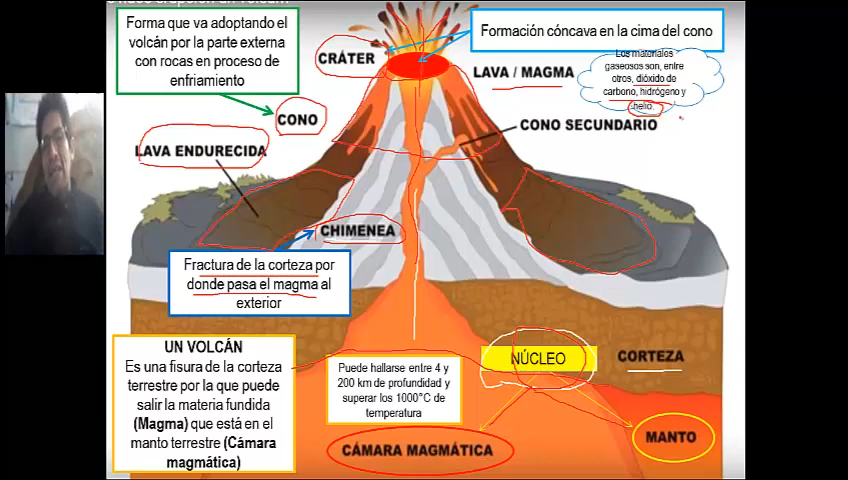 Forma que va adoptando el
volcán por la parte externa
con rocas en proceso de
enfriamiento
Formación cóncava en la cima del cono
CRÁTER
LAVA / MAGMA
Los materiales
gaseosos son, entre
otros, dióxido de
carbono, hidrógeno y
helio.
CONO
CONO SECUNDARIO
LAVA ENDURECIDA
CHIMENEA
Fractura de la corteza por
donde pasa el magma al
exterior
UN VOLCÁN
Es una fisura de la corteza
terrestre por la que puede
salir la materia fundida
(Magma) que está en el
manto terrestre (Cámara
magmática)
Puede hallarse entre 4 y
200 km de profundidad y
superar los 1000°C de
temperatura
NÚCLEO
CORTEZA
CÁMARA MAGMÁTICA
MANTO